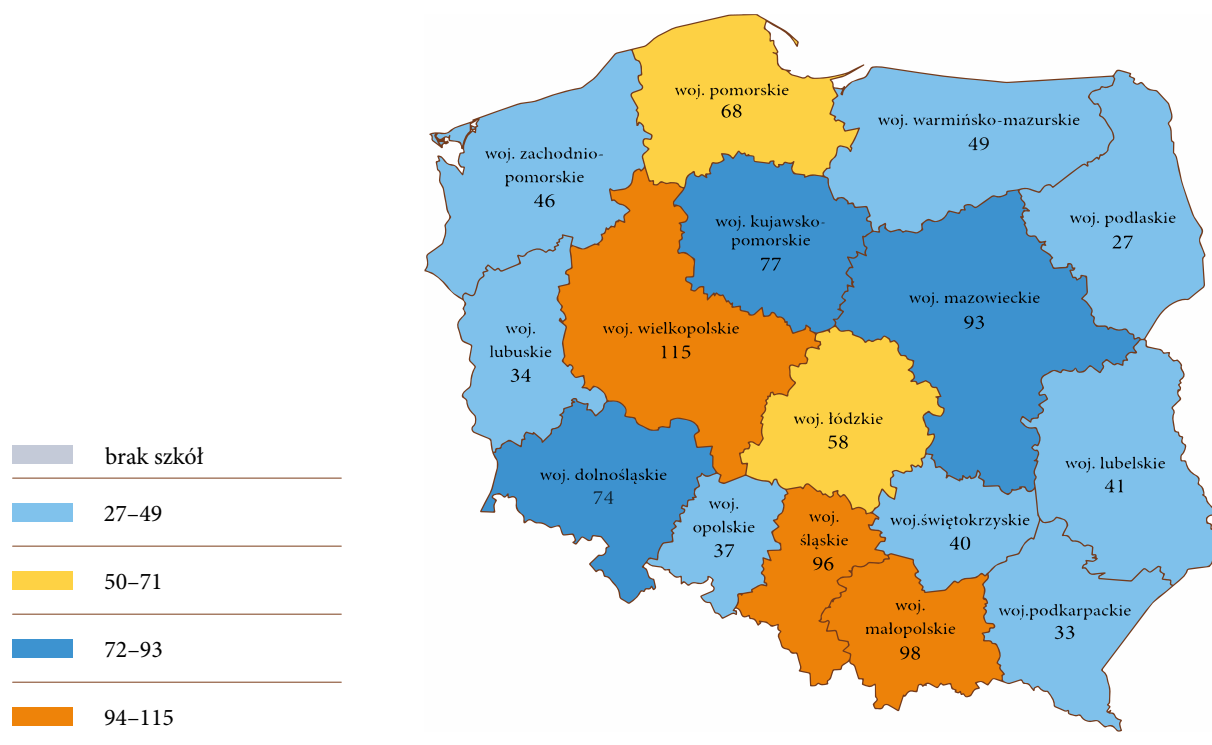 woj. pomorskie
68
woj. warmińsko-mazurskie
49
woj. zachodnio-
pomorskie
46
woj. podlaskie
27
woj. kujawsko-
pomorskie
77
woj. mazowieckie
93
woj. wielkopolskie
115
woj.
lubuskie
34
woj. łódzkie
58
woj. lubelskie
41
woj. dolnośląskie
74
woj.
opolskie
37
woj.
śląskie
96
woj.świętokrzyskie
40
woj.
małopolskie
98
woj.podkarpackie
33
brak szkół
27–49
50–71
72–93
94–115